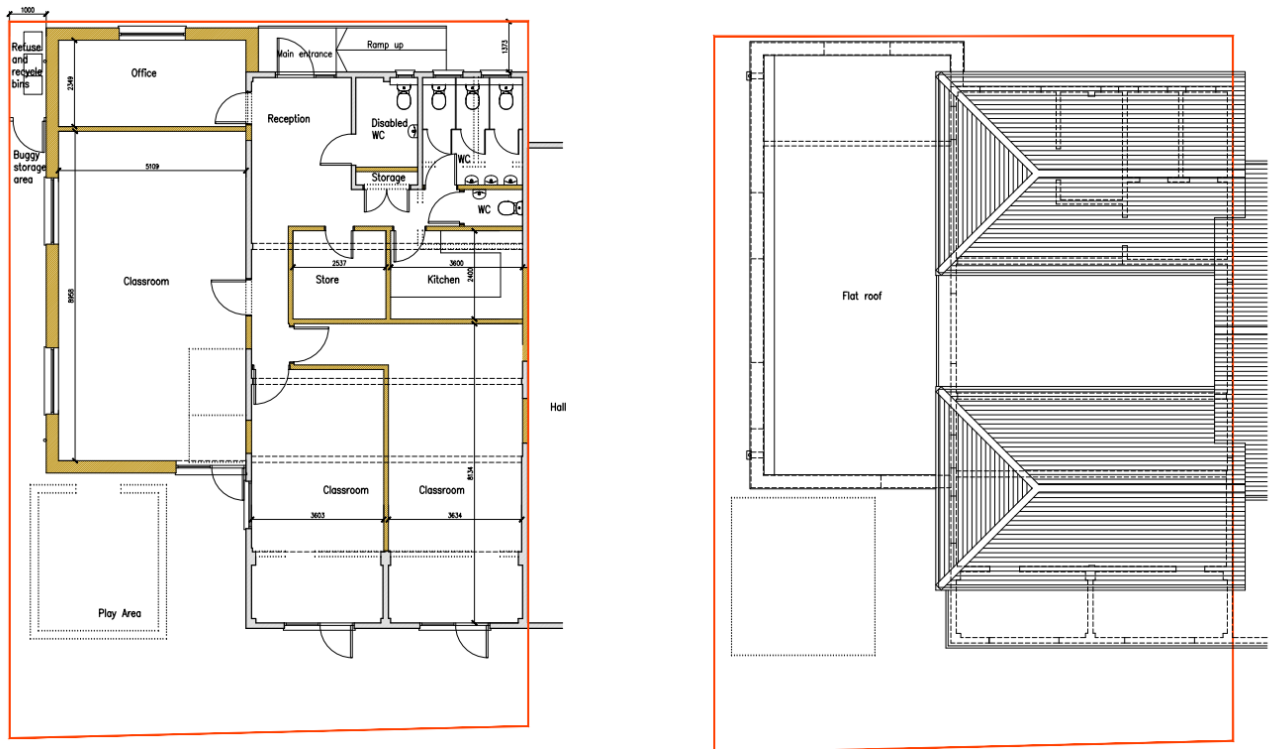 1000
Refuse
and
recycle
bins
Office
2349
Main entrance
Ramp up
1373
Reception
Disabled
WC
WC
Buggy
storage
area
5109
Storage
WC
2537
3600
Store
Kitchen
2400
Classroom
8958
Flat roof
Hall
Classroom
Classroom
8134
3603
3634
Play Area